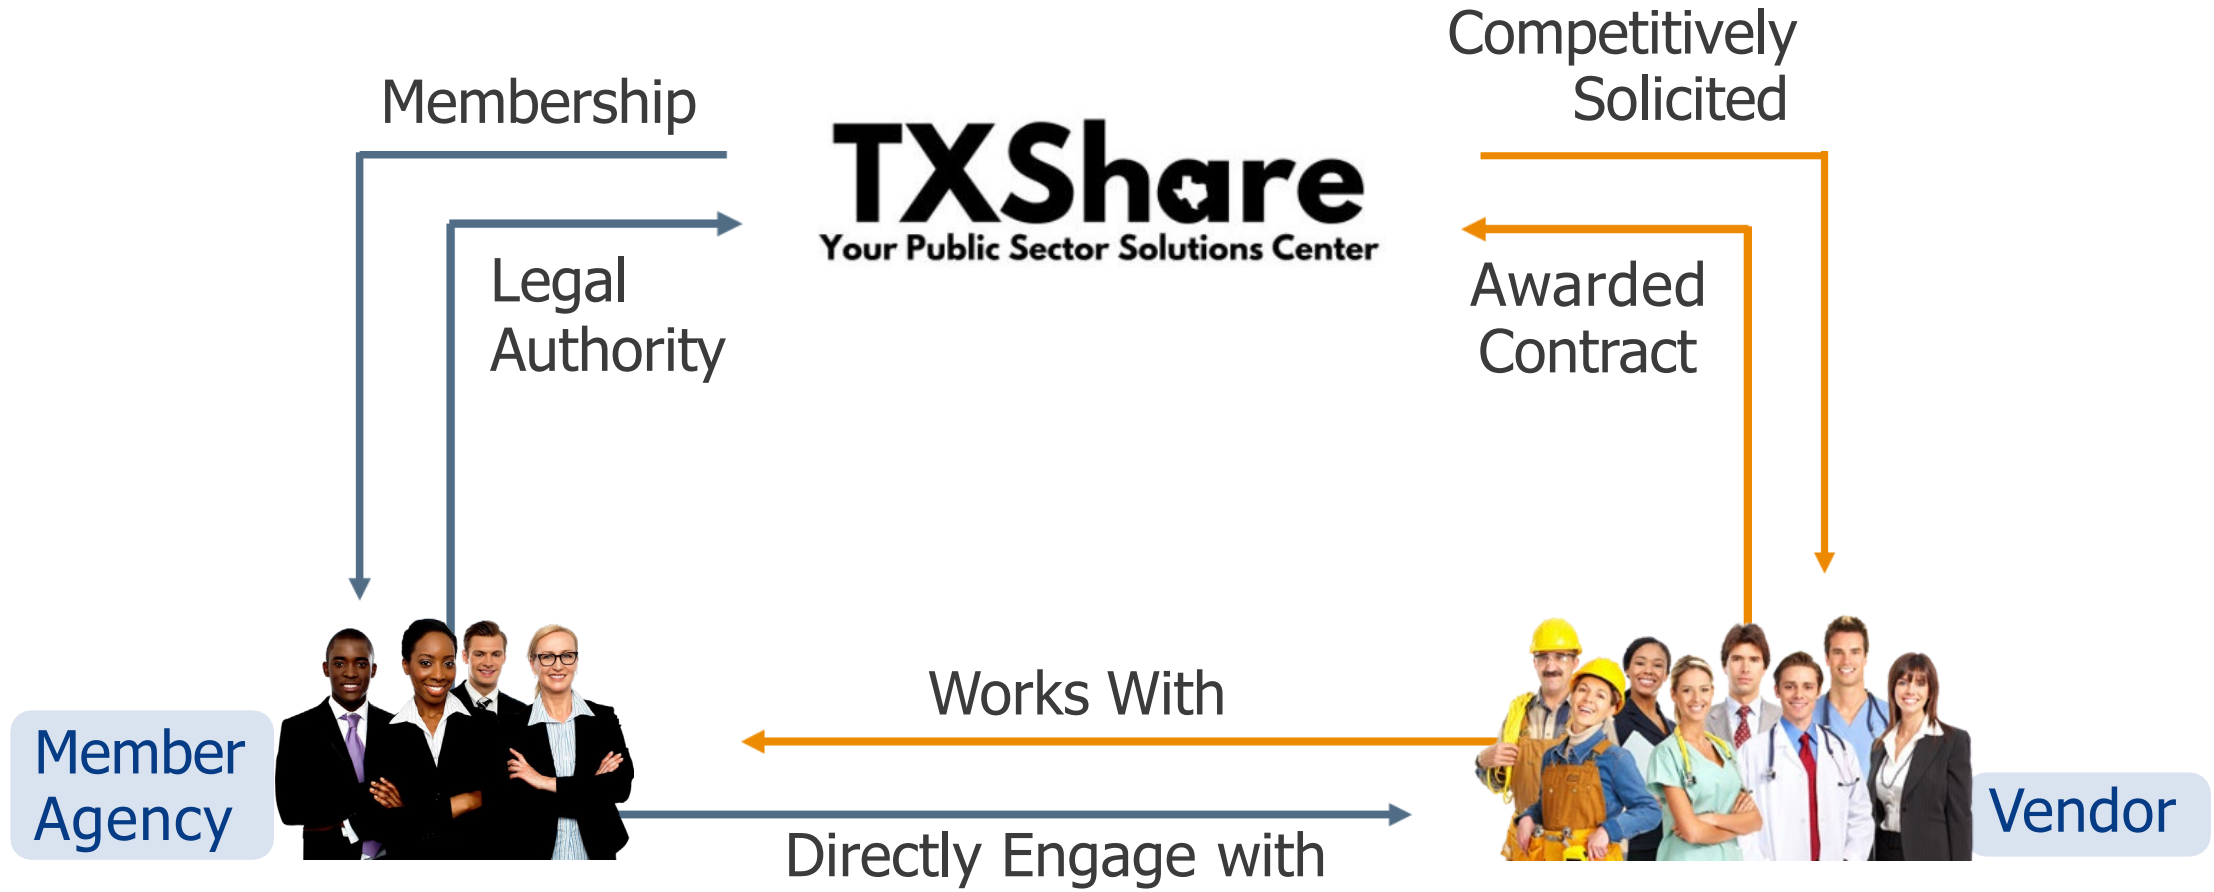 Competitively
Solicited
Membership
TXShare
Your Public Sector Solutions Center
Legal
Authority
Awarded
Contract
Works With
Member
Agency
Vendor
Directly Engage with